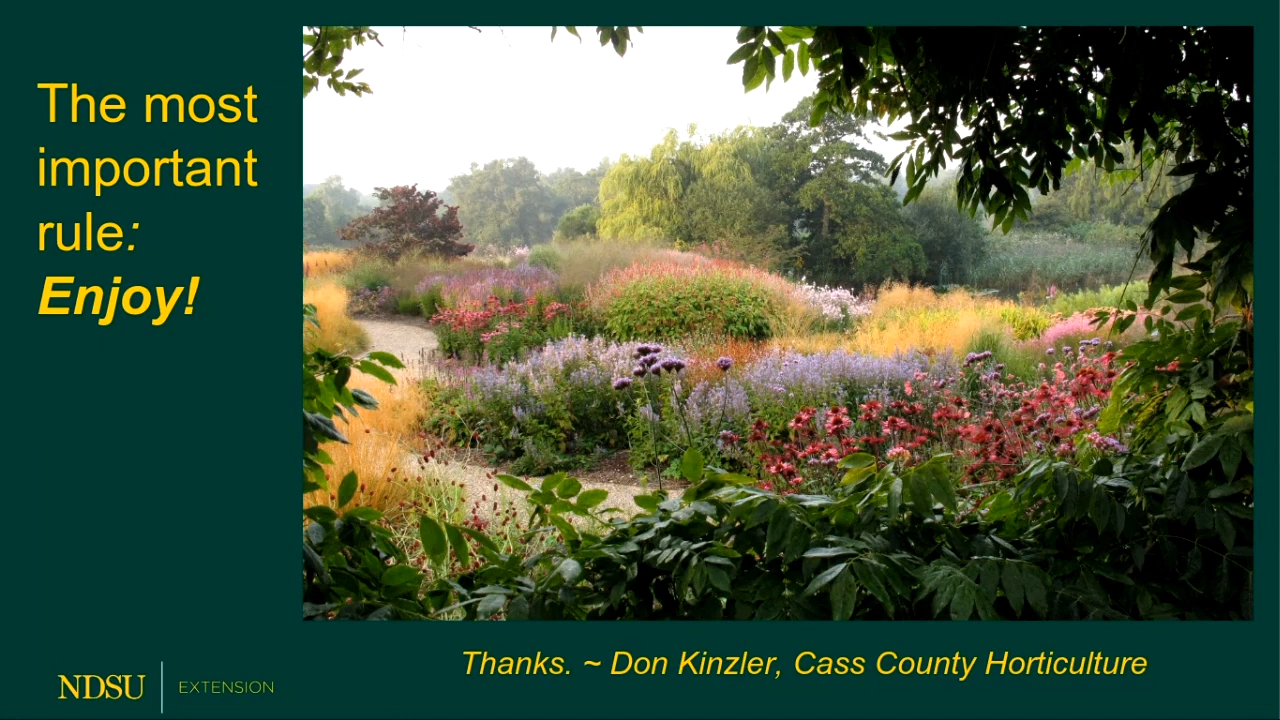 The most
important
rule:
Enjoy!
Thanks. ~ Don Kinzler, Cass County Horticulture
NDSU | EXTENSION